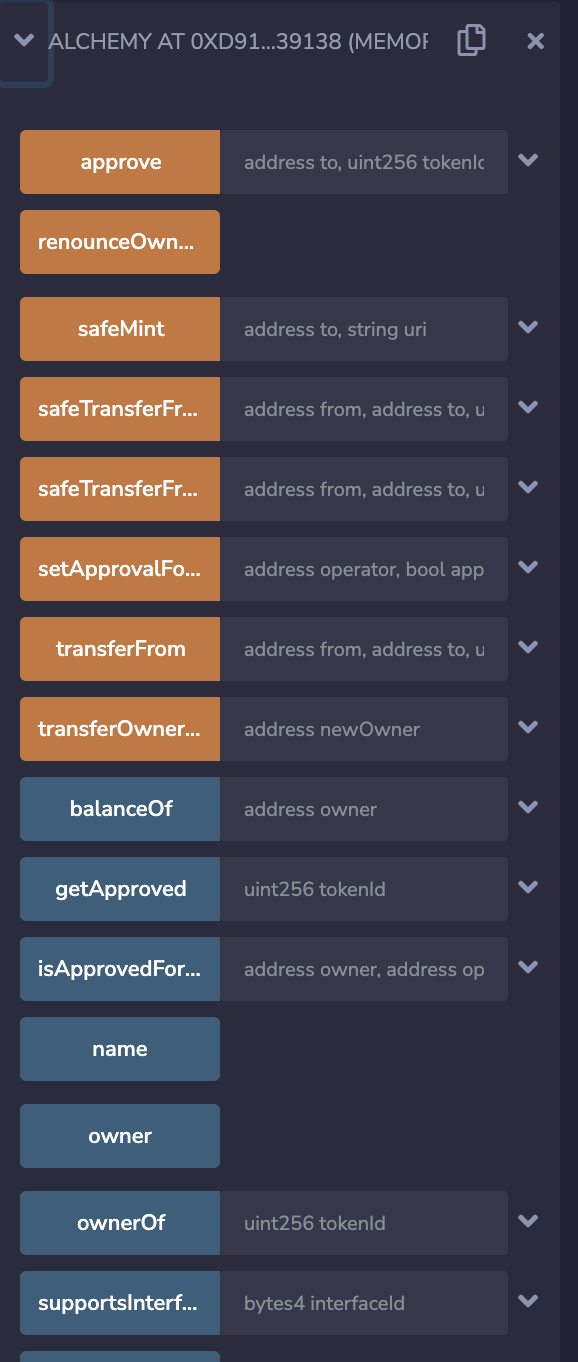 ALCHEMY AT 0XD91...39138 (MEMOR
approve address to, uint256 tokenId
renounceOwn...
safeMint address to, string uri
safeTransferFr... address from, address to, u
safeTransferFr... address from, address to, u
setApprovalFo... address operator, bool app
transferFrom address from, address to, u
transferOwner... address newOwner
balanceOf address owner
getApproved uint256 tokenId
isApprovedFor... address owner, address op
name
owner
ownerOf uint256 tokenId
supportsInterf... bytes4 interfaceId